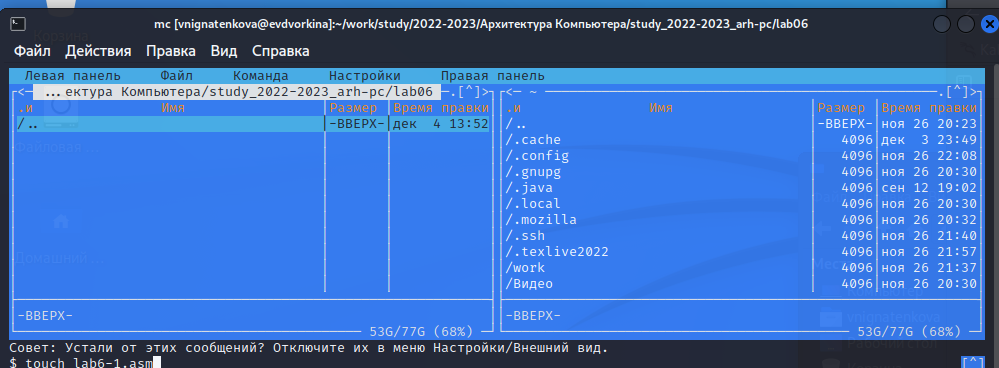 mc [vnignatenkova@evdvorkina]:~/work/study/2022-2023/Архитектура Компьютера/study_2022-2023_arh-pc/lab06
Файл Действия Правка Вид Справка
Левая панель Файл Команда Настройки Правая панель
<— ...ектура Компьютера/study_2022-2023_arh-pc/lab06 —.[^]> <— ~ —.[^]>
.и Имя Размер Время правки .и Имя Размер Время правки
/.. -ВВЕРХ- дек 4 13:52 /.. -ВВЕРХ- ноя 26 20:23
/.cache 4096 дек 3 23:49
/.config 4096 ноя 26 22:08
/.gnupg 4096 ноя 26 20:30
/.java 4096 сен 12 19:02
/.local 4096 ноя 26 20:30
/.mozilla 4096 ноя 26 20:32
/.ssh 4096 ноя 26 21:40
/.texlive2022 4096 ноя 26 21:57
/work 4096 ноя 26 21:37
/Видео 4096 ноя 26 20:30
-ВВЕРХ- -ВВЕРХ-
53G/77G (68%) 53G/77G (68%)
Совет: Устали от этих сообщений? Отключите их в меню Настройки/Внешний вид.
$ touch lab6-1.asm [^]